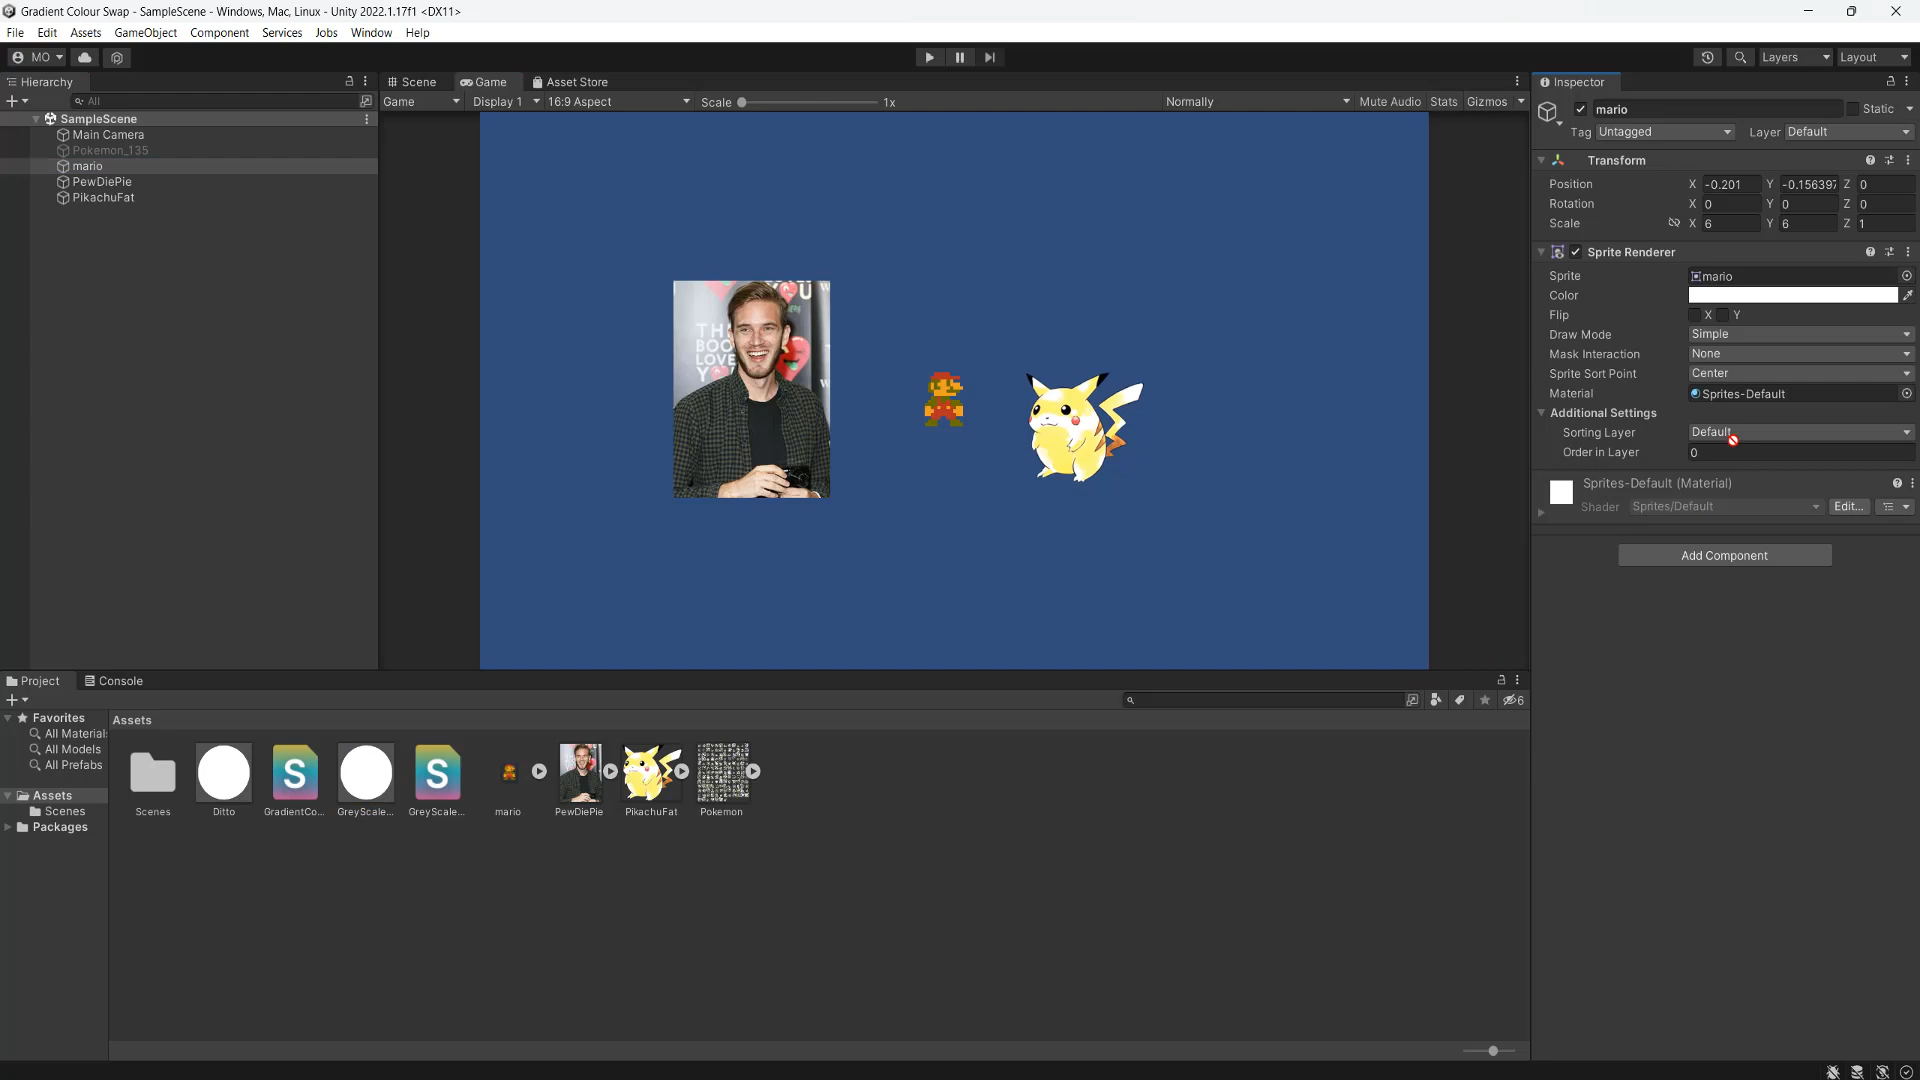 Gradient Colour Swap - SampleScene - Windows, Mac, Linux - Unity 2022.1.17f1 <DX11>
File Edit Assets GameObject Component Services Jobs Window Help
MO Layers Layout
Hierarchy
All
SampleScene
Main Camera
Pokemon_135
mario
PewDiePie
PikachuFat
Scene Game Asset Store
Game Display 1 16:9 Aspect Scale 1x Normally Mute Audio Stats Gizmos
Inspector
mario Static
Tag Untagged Layer Default
Transform
Position X -0.201 Y -0.156397 Z 0
Rotation X 0 Y 0 Z 0
Scale X 6 Y 6 Z 1
Sprite Renderer
Sprite mario
Color
Flip X Y
Draw Mode Simple
Mask Interaction None
Sprite Sort Point Center
Material Sprites-Default
Additional Settings
Sorting Layer Default
Order in Layer 0
Sprites-Default (Material)
Shader Sprites/Default Edit...
Add Component
YOU
THE
BOO
LOVE
Project Console
6
Favorites
All Material
All Models
All Prefabs
Assets
Scenes
Packages
Assets
Scenes Ditto GradientCo... GreyScale... GreyScale... mario PewDiePie PikachuFat Pokemon